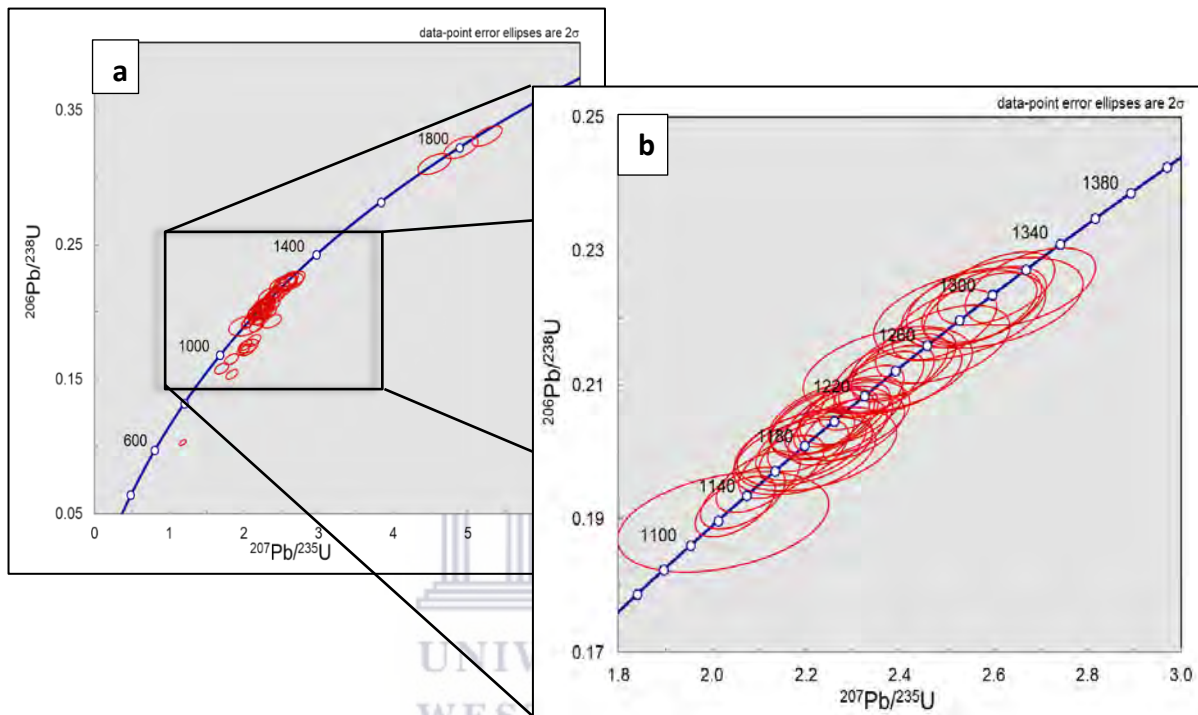 data-point error ellipses are 2σ
a
0.35
0.25
0.15
0.05
²⁰⁶Pb/²³⁸U
1800
1400
1000
600
0 1 2 3 4 5
²⁰⁷Pb/²³⁵U
data-point error ellipses are 2σ
b
0.25
0.23
0.21
0.19
0.17
²⁰⁶Pb/²³⁸U
1380
1340
1300
1260
1220
1180
1140
1100
1.8 2.0 2.2 2.4 2.6 2.8 3.0
²⁰⁷Pb/²³⁵U
UNIV
WES